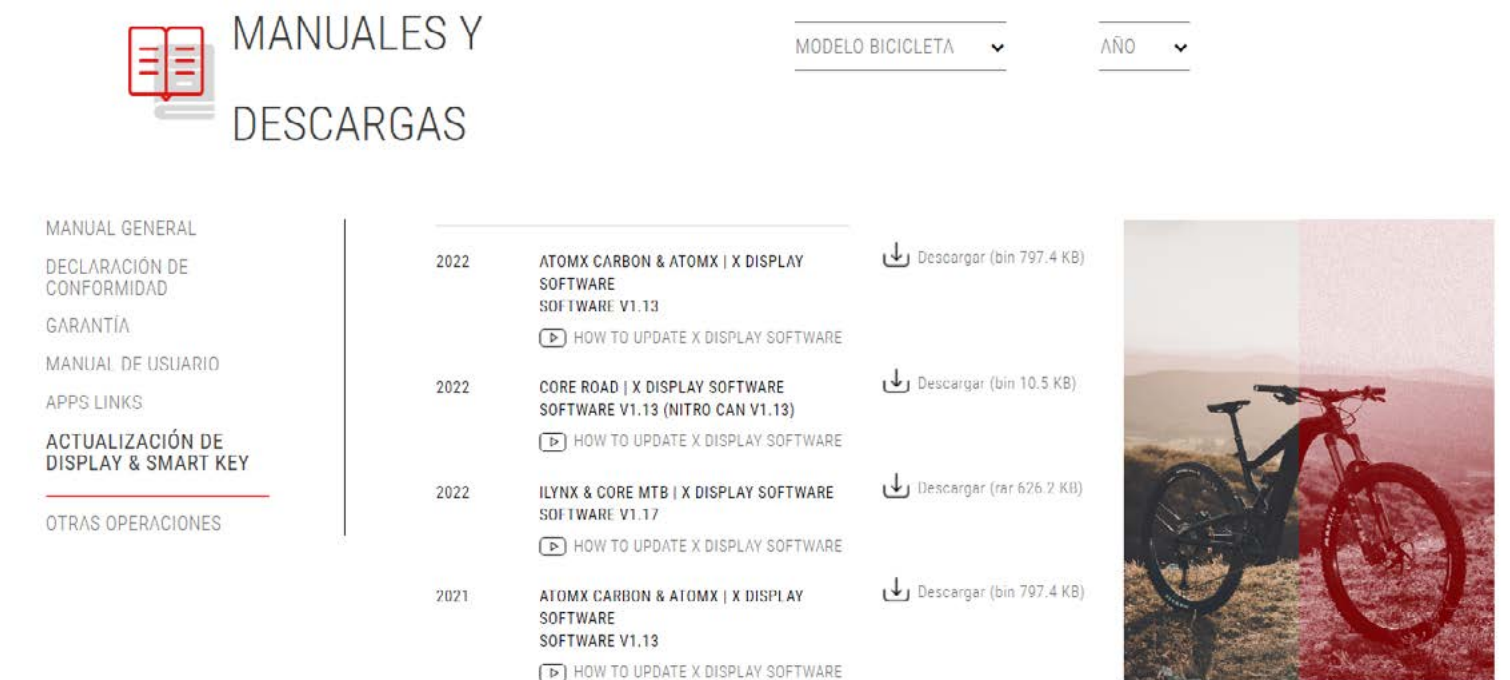 MANUALES Y
DESCARGAS
MODELO BICICLETA
AÑO
MANUAL GENERAL
DECLARACIÓN DE
CONFORMIDAD
GARANTÍA
MANUAL DE USUARIO
APPS LINKS
ACTUALIZACIÓN DE
DISPLAY & SMART KEY
OTRAS OPERACIONES
2022
ATOMX CARBON & ATOMX | X DISPLAY
SOFTWARE
SOFTWARE V1.13
HOW TO UPDATE X DISPLAY SOFTWARE
Descargar (bin 797.4 KB)
2022
CORE ROAD | X DISPLAY SOFTWARE
SOFTWARE V1.13 (NITRO CAN V1.13)
HOW TO UPDATE X DISPLAY SOFTWARE
Descargar (bin 10.5 KB)
2022
ILYNX & CORE MTB | X DISPLAY SOFTWARE
SOFTWARE V1.17
HOW TO UPDATE X DISPLAY SOFTWARE
Descargar (rar 626.2 KB)
2021
ATOMX CARBON & ATOMX | X DISPLAY
SOFTWARE
SOFTWARE V1.13
HOW TO UPDATE X DISPLAY SOFTWARE
Descargar (bin 797.4 KB)